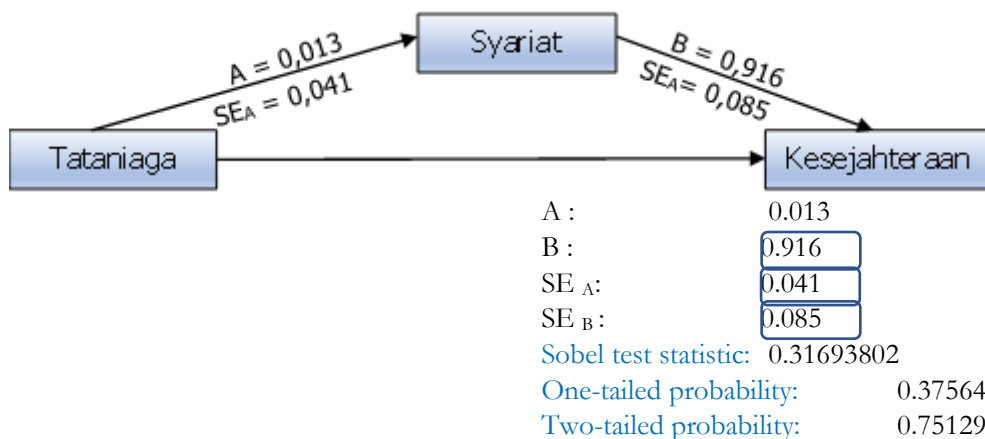 Syariat
A = 0,013
SEA = 0,041
B = 0,916
SEA= 0,085
Tataniaga
Kesejahteraan
A : 0.013
B : 0.916
SE A: 0.041
SE B : 0.085
Sobel test statistic: 0.31693802
One-tailed probability: 0.37564
Two-tailed probability: 0.75129